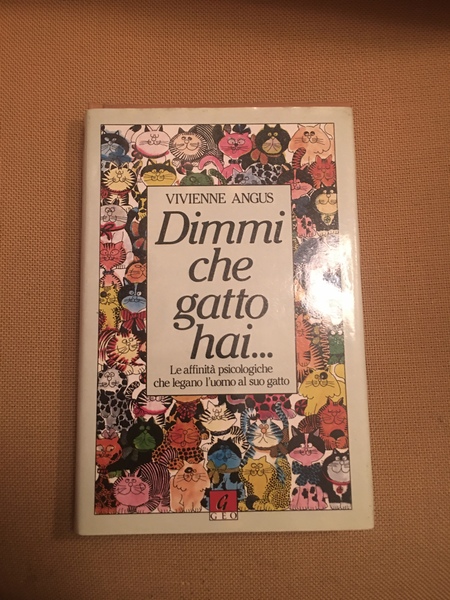 VIVIENNE ANGUS
Dimmi
che
gatto
hai...
Le affinità psicologiche
che legano l'uomo al suo gatto
G
GEO